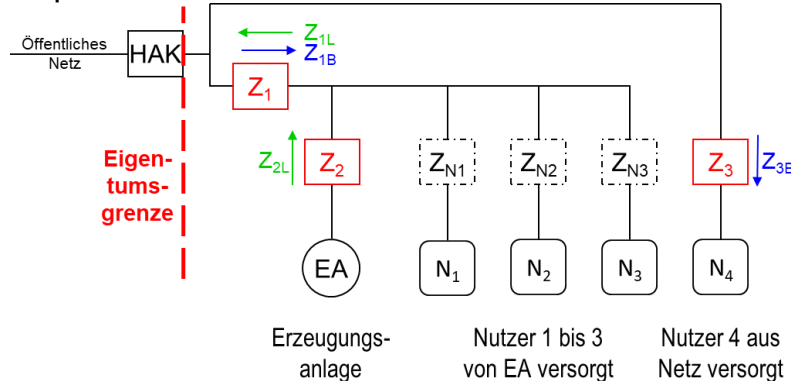 Öffentliches
Netz
HAK
Z1L
Z1B
Z1
Eigen-
tums-
grenze
Z2L
Z2
ZN1
ZN2
ZN3
Z3
Z3B
EA
N1
N2
N3
N4
Erzeugungs-
anlage
Nutzer 1 bis 3
von EA versorgt
Nutzer 4 aus
Netz versorgt